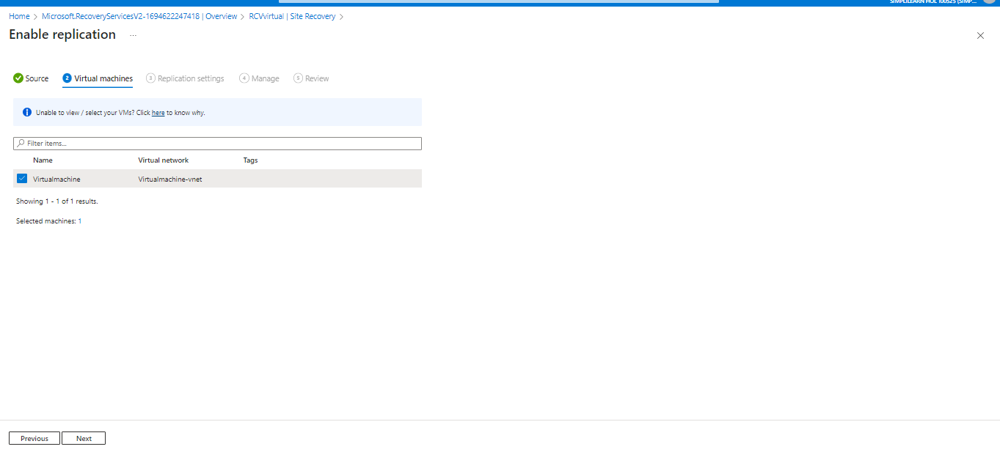 SIMPLILEARN HOL 100525 (SIMP...
Home > Microsoft.RecoveryServicesV2-1694622247418 | Overview > RCVvirtual | Site Recovery >
Enable replication ...
Source 2 Virtual machines 3 Replication settings 4 Manage 5 Review
Unable to view / select your VMs? Click here to know why.
Filter items...
Name Virtual network Tags
Virtualmachine Virtualmachine-vnet
Showing 1 - 1 of 1 results.
Selected machines: 1
Previous Next